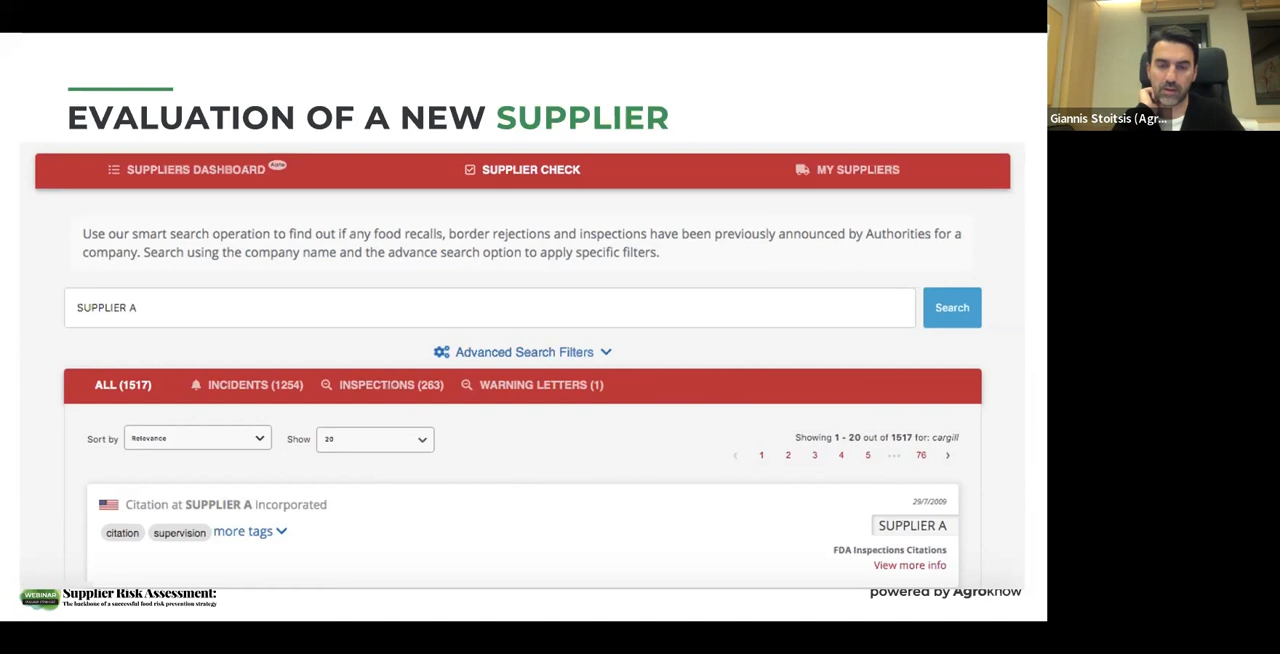 EVALUATION OF A NEW SUPPLIER
Giannis Stoitsis (Agr...
SUPPLIERS DASHBOARD Alpha
SUPPLIER CHECK
MY SUPPLIERS
Use our smart search operation to find out if any food recalls, border rejections and inspections have been previously announced by Authorities for a
company. Search using the company name and the advance search option to apply specific filters.
SUPPLIER A
Search
Advanced Search Filters
ALL (1517)
INCIDENTS (1254)
INSPECTIONS (263)
WARNING LETTERS (1)
Sort by
Relevance
Show
20
Showing 1 - 20 out of 1517 for: cargill
‹ 1 2 3 4 5 ... 76 ›
Citation at SUPPLIER A incorporated
29/7/2009
citation
supervision
more tags
SUPPLIER A
FDA Inspections Citations
View more info
WEBINAR
Supplier Risk Assessment:
The backbone of a successful food risk prevention strategy
powered by Agroknow